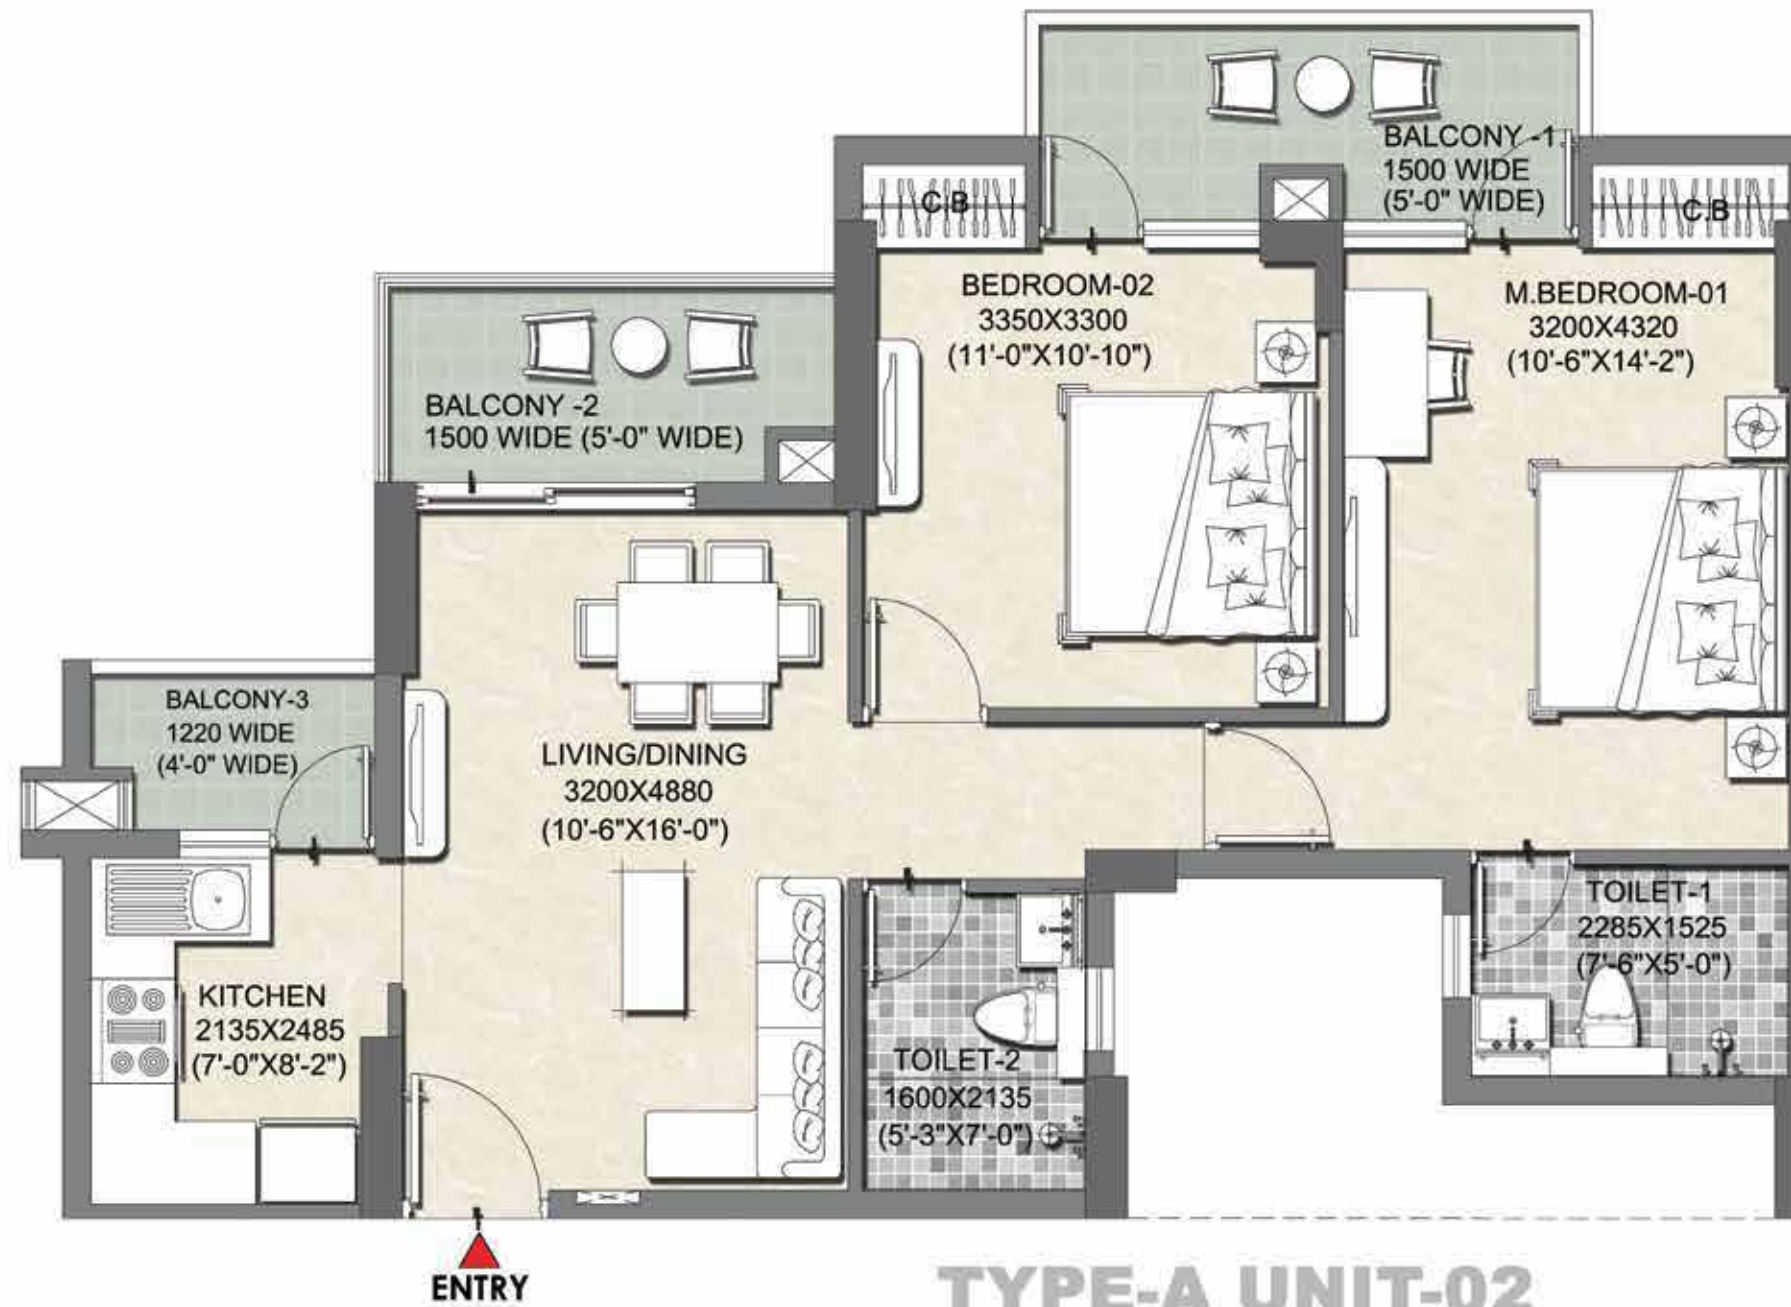 BALCONY -1
1500 WIDE
(5'-0" WIDE)
C.B
C.B
BEDROOM-02
3350X3300
(11'-0"X10'-10")
M.BEDROOM-01
3200X4320
(10'-6"X14'-2")
BALCONY -2
1500 WIDE (5'-0" WIDE)
BALCONY-3
1220 WIDE
(4'-0" WIDE)
LIVING/DINING
3200X4880
(10'-6"X16'-0")
KITCHEN
2135X2485
(7'-0"X8'-2")
TOILET-2
1600X2135
(5'-3"X7'-0")
TOILET-1
2285X1525
(7'-6"X5'-0")
ENTRY
TYPE-A UNIT-02